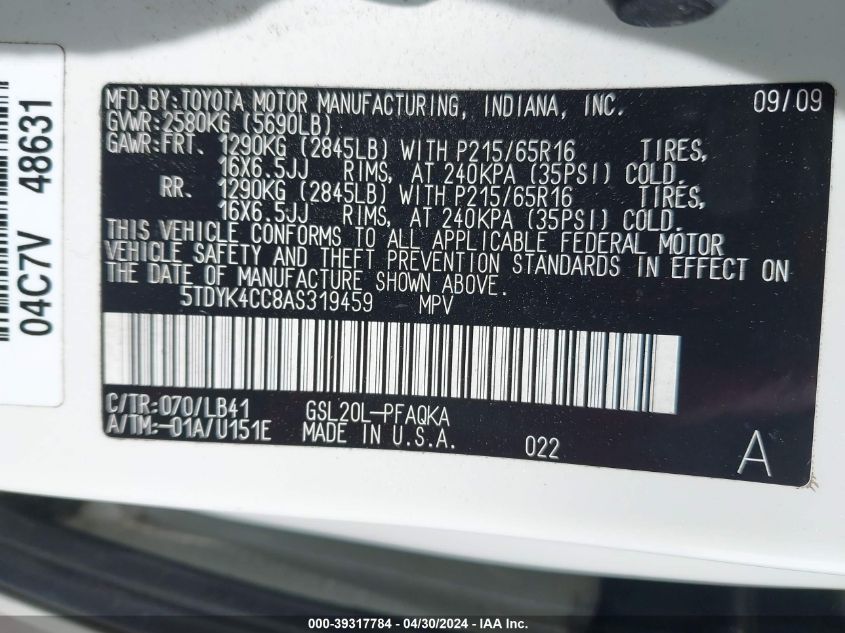 04C7V 48631
MFD.BY:TOYOTA MOTOR MANUFACTURING, INDIANA, INC. 09/09
GVWR:2580KG (5690LB)
GAWR:FRT. 1290KG (2845LB) WITH P215/65R16 TIRES,
16X6.5JJ RIMS, AT 240KPA (35PSI) COLD.
RR. 1290KG (2845LB) WITH P215/65R16 TIRES,
16X6.5JJ RIMS, AT 240KPA (35PSI) COLD.
THIS VEHICLE CONFORMS TO ALL APPLICABLE FEDERAL MOTOR
VEHICLE SAFETY AND THEFT PREVENTION STANDARDS IN EFFECT ON
THE DATE OF MANUFACTURE SHOWN ABOVE.
5TDYK4CC8AS319459 MPV
C/TR:070/LB41 GSL20L-PFAQKA
A/TM:-01A/U151E MADE IN U.S.A. 022 A
000-39317784 - 04/30/2024 - IAA Inc.